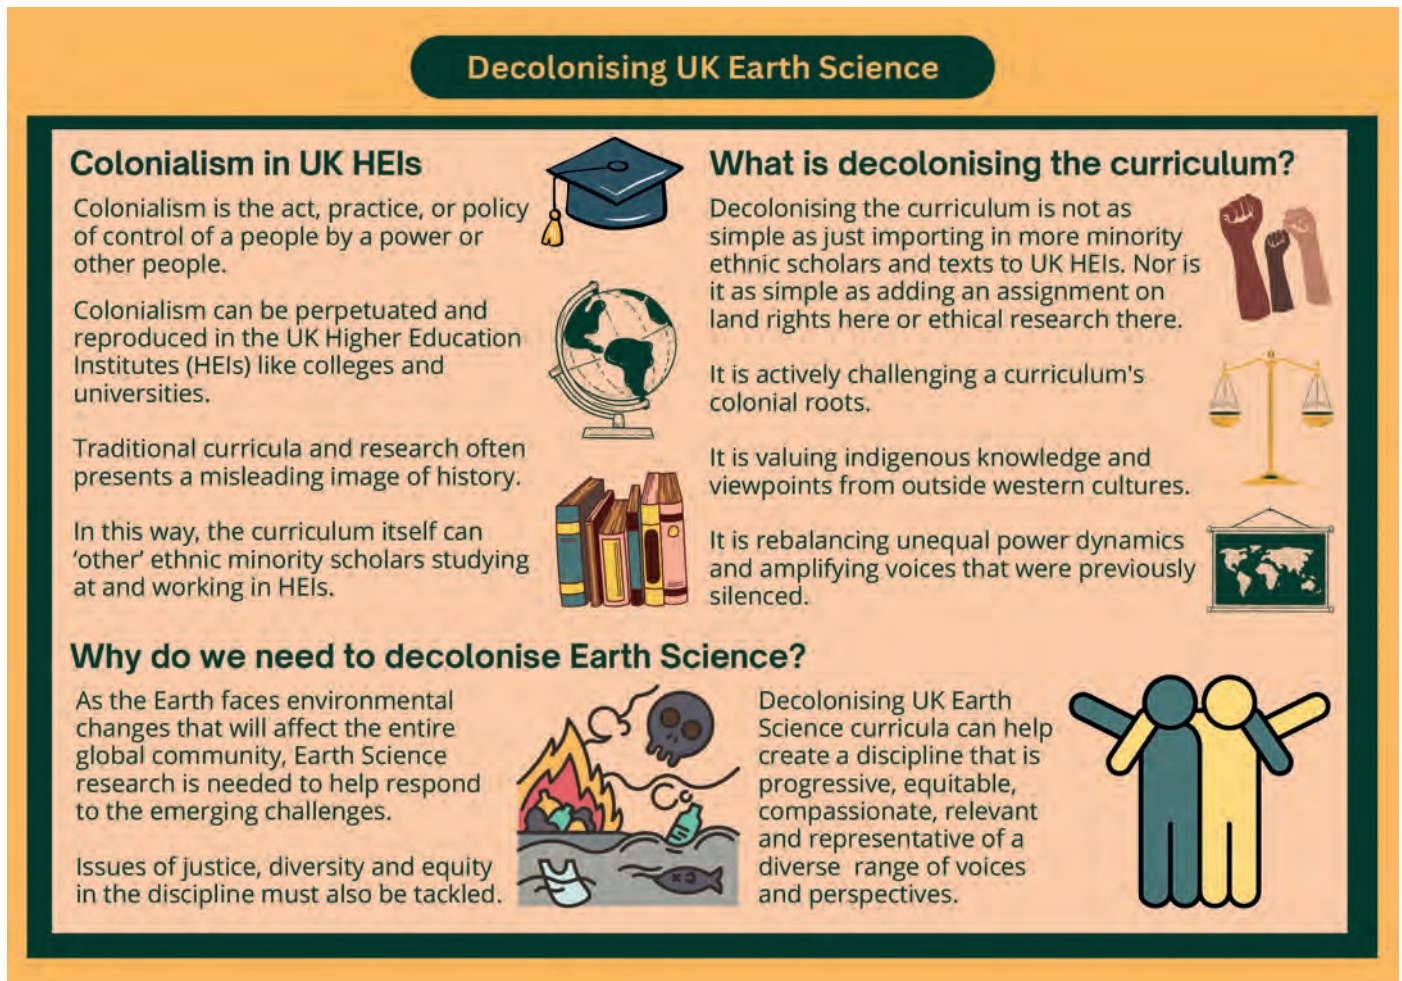 Decolonising UK Earth Science
Colonialism in UK HEIs
Colonialism is the act, practice, or policy
of control of a people by a power or
other people.
Colonialism can be perpetuated and
reproduced in the UK Higher Education
Institutes (HEIs) like colleges and
universities.
Traditional curricula and research often
presents a misleading image of history.
In this way, the curriculum itself can
‘other’ ethnic minority scholars studying
at and working in HEIs.
What is decolonising the curriculum?
Decolonising the curriculum is not as
simple as just importing in more minority
ethnic scholars and texts to UK HEIs. Nor is
it as simple as adding an assignment on
land rights here or ethical research there.
It is actively challenging a curriculum's
colonial roots.
It is valuing indigenous knowledge and
viewpoints from outside western cultures.
It is rebalancing unequal power dynamics
and amplifying voices that were previously
silenced.
Why do we need to decolonise Earth Science?
As the Earth faces environmental
changes that will affect the entire
global community, Earth Science
research is needed to help respond
to the emerging challenges.
Issues of justice, diversity and equity
in the discipline must also be tackled.
Decolonising UK Earth
Science curricula can help
create a discipline that is
progressive, equitable,
compassionate, relevant
and representative of a
diverse range of voices
and perspectives.